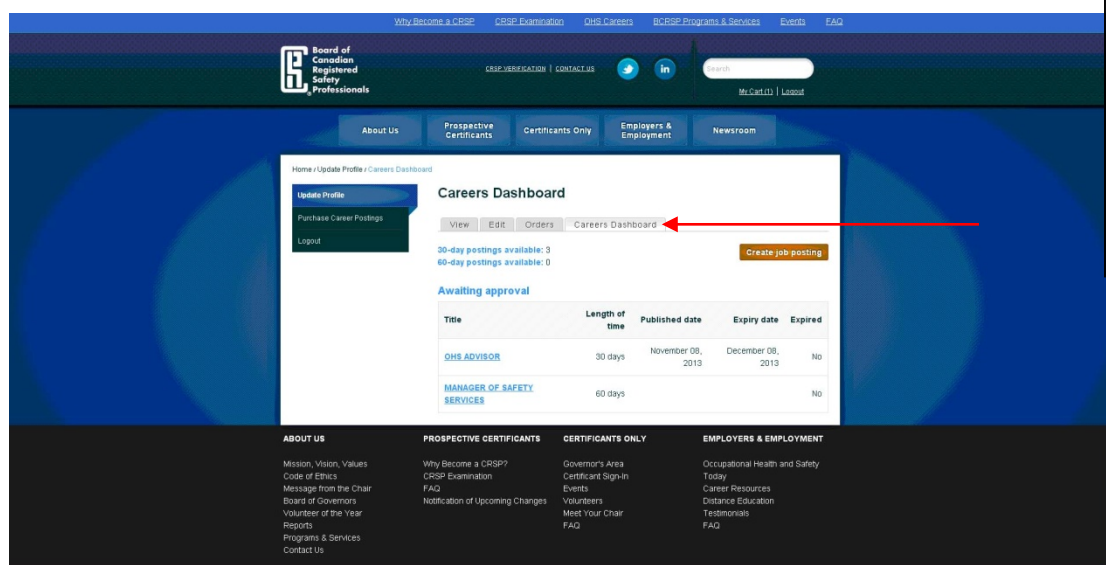 Why Become a CRSP CRSP Examination OHS Careers BCRSP Programs & Services Events FAQ
Board of
Canadian
Registered
Safety
Professionals
CRSP VERIFICATION | CONTACT US
Search
My Cart (1) | Logout
About Us
Prospective
Certificants
Certificants Only
Employers &
Employment
Newsroom
Home / Update Profile / Careers Dashboard
Update Profile
Purchase Career Postings
Logout
Careers Dashboard
View Edit Orders Careers Dashboard
30-day postings available: 3
60-day postings available: 0
Create job posting
Awaiting approval
Title
Length of
time
Published date
Expiry date
Expired
OHS ADVISOR
30 days
November 08,
2013
December 08,
2013
No
MANAGER OF SAFETY
SERVICES
60 days
No
ABOUT US
Mission, Vision, Values
Code of Ethics
Message from the Chair
Board of Governors
Volunteer of the Year
Reports
Programs & Services
Contact Us
PROSPECTIVE CERTIFICANTS
Why Become a CRSP?
CRSP Examination
FAQ
Notification of Upcoming Changes
CERTIFICANTS ONLY
Governor's Area
Certificant Sign-In
Events
Volunteers
Meet Your Chair
FAQ
EMPLOYERS & EMPLOYMENT
Occupational Health and Safety
Today
Career Resources
Distance Education
Testimonials
FAQ